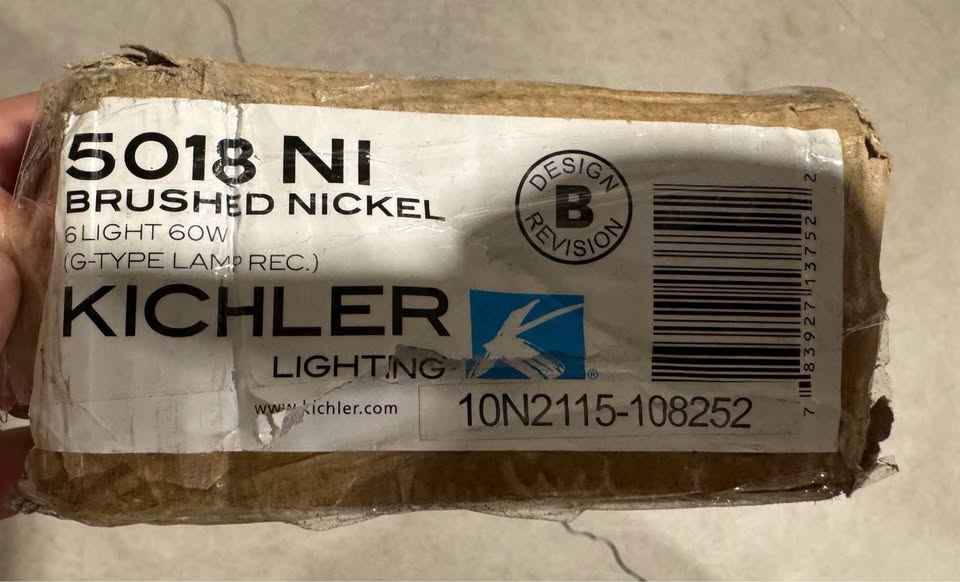 5018 NI
BRUSHED NICKEL
6 LIGHT 60W
(G-TYPE LAMP REC.)
KICHLER
LIGHTING
®
www.kichler.com
DESIGN
B
REVISION
10N2115-108252
7 83927 13752 2